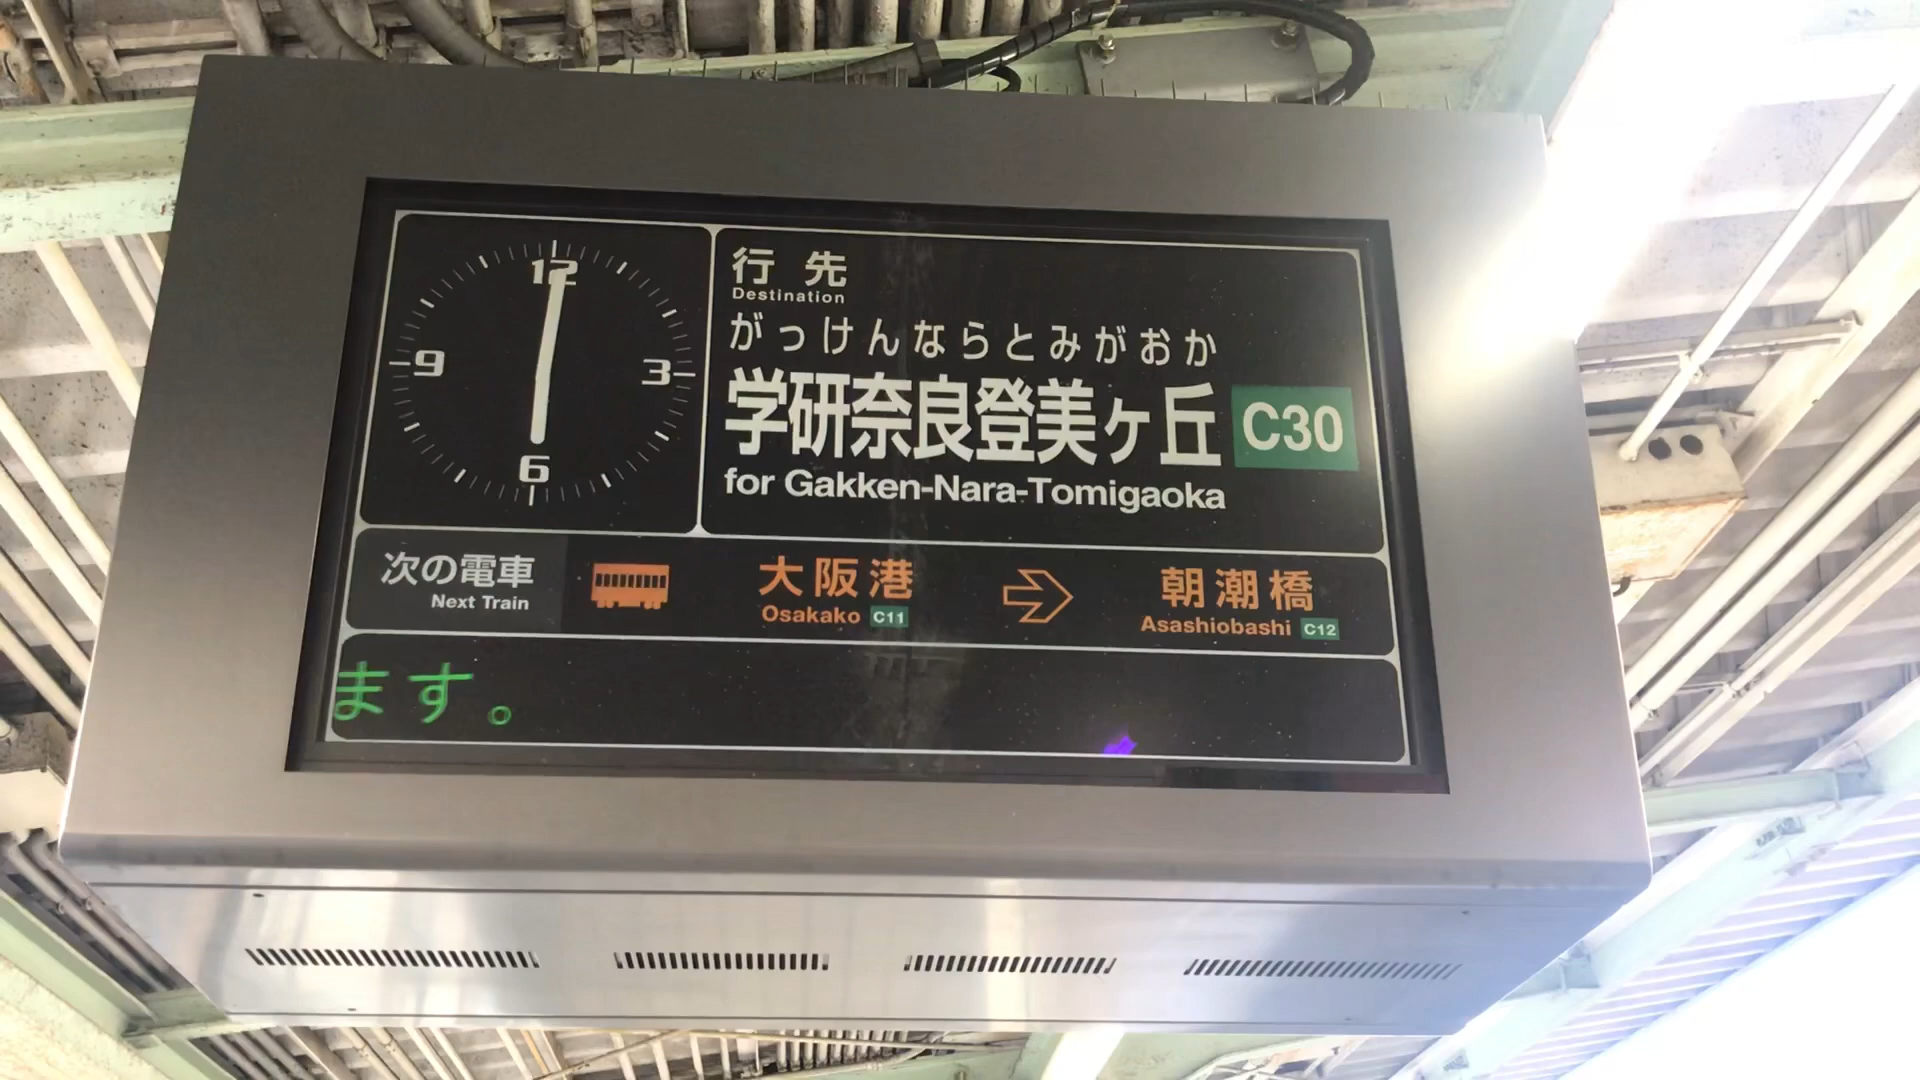 12
3
6
9
行先
Destination
がっけんならとみがおか
学研奈良登美ヶ丘 C30
for Gakken-Nara-Tomigaoka
次の電車
Next Train
大阪港
Osakako C11
朝潮橋
Asashiobashi C12
ます。